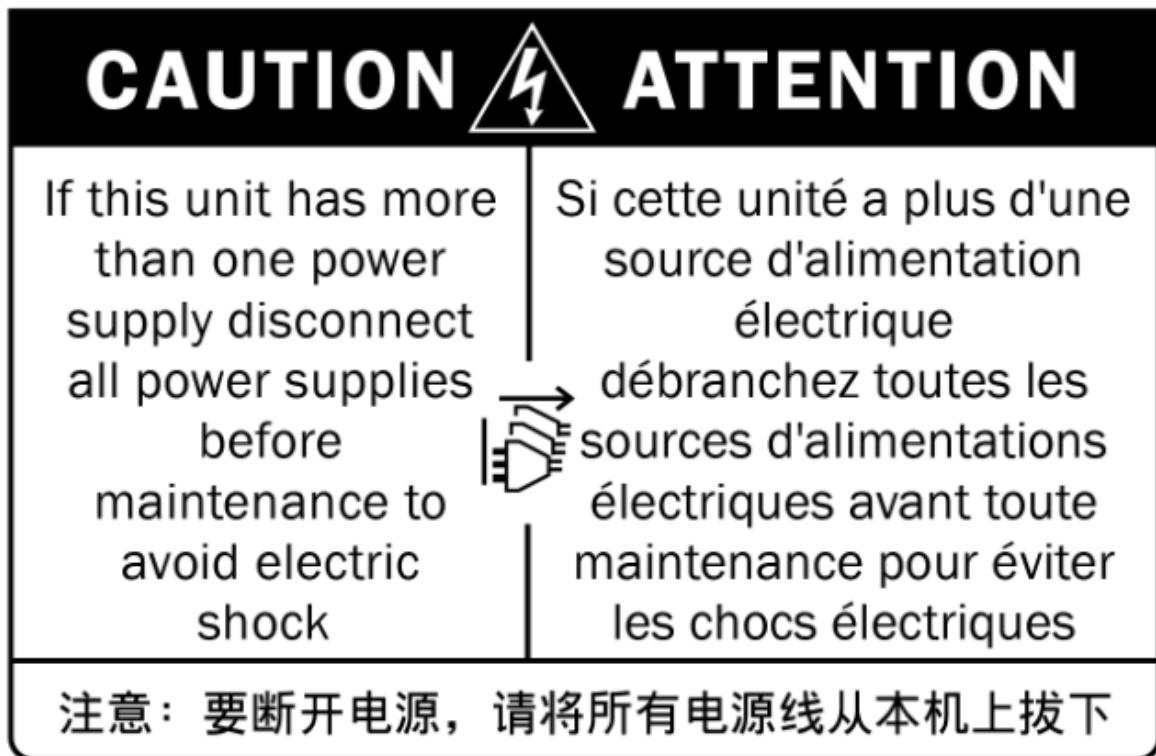 CAUTION ATTENTION
If this unit has more
than one power
supply disconnect
all power supplies
before
maintenance to
avoid electric
shock
Si cette unité a plus d'une
source d'alimentation
électrique
débranchez toutes les
sources d'alimentations
électriques avant toute
maintenance pour éviter
les chocs électriques
注意：要断开电源，请将所有电源线从本机上拔下